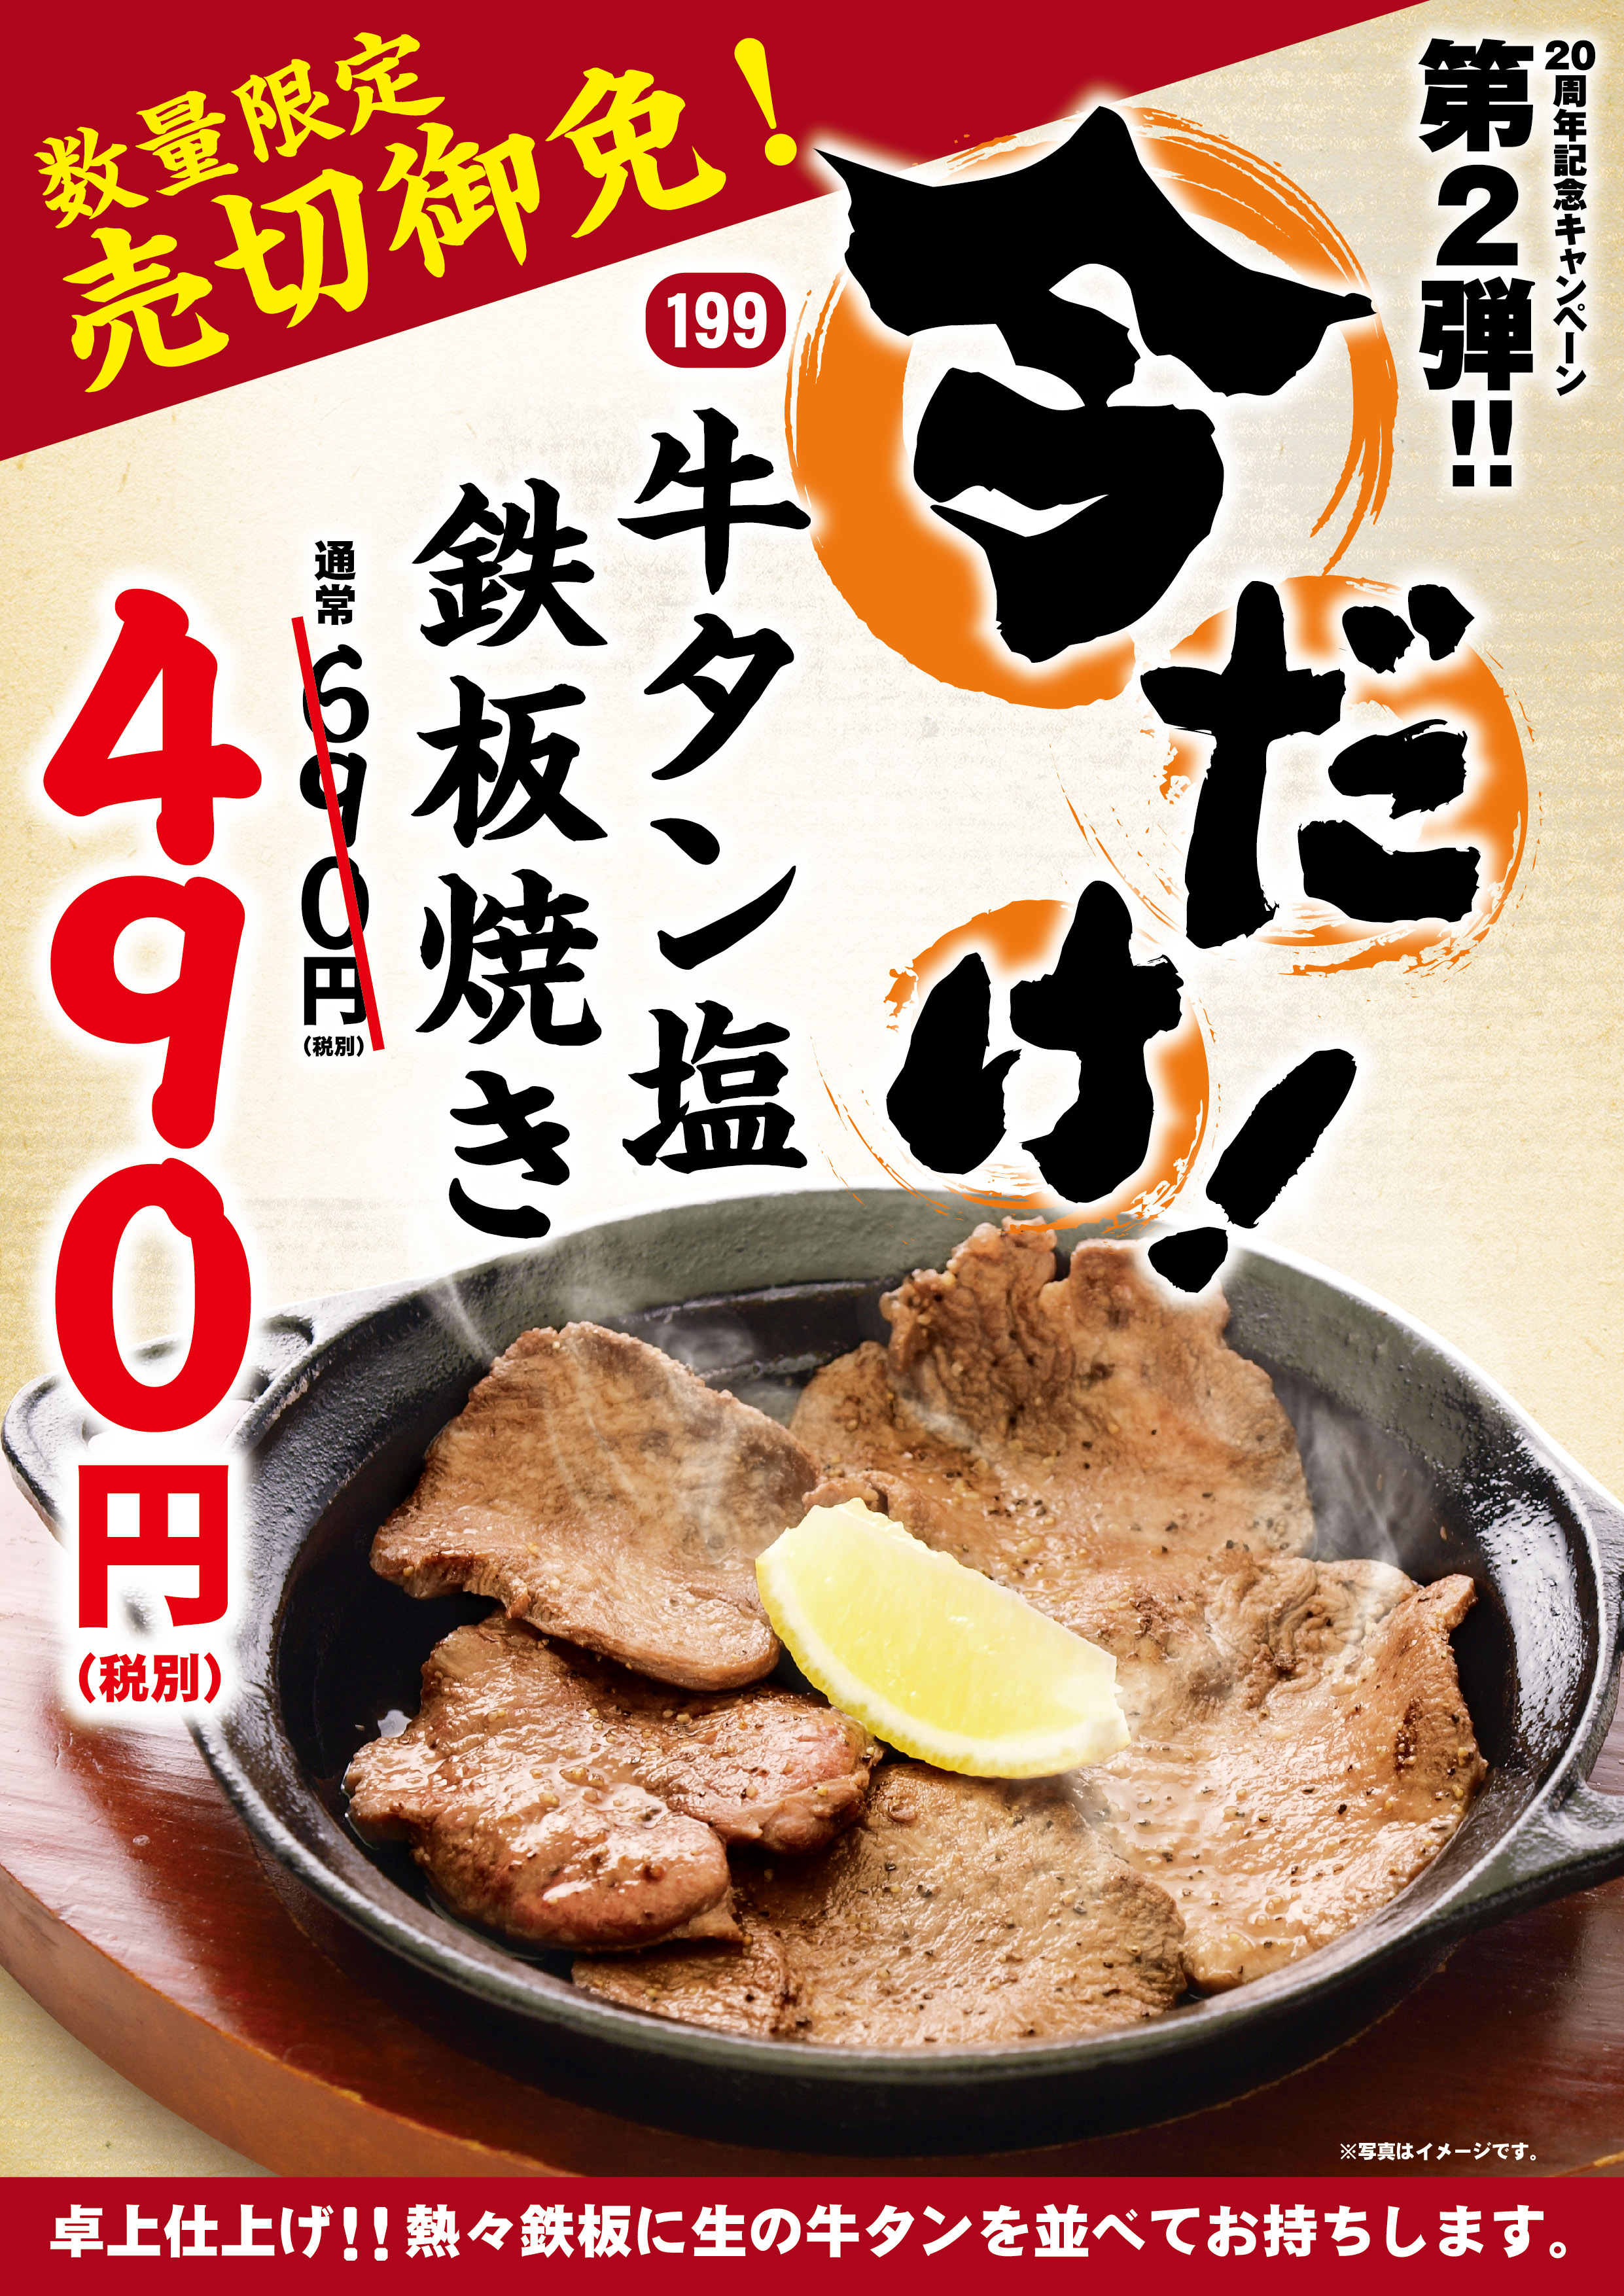 20周年記念キャンペーン
第2弾!!
今だけ!
数量限定
売切御免!
199
牛タン塩
鉄板焼き
通常690円(税別)
490円(税別)
※写真はイメージです。
卓上仕上げ!!熱々鉄板に生の牛タンを並べてお持ちします。